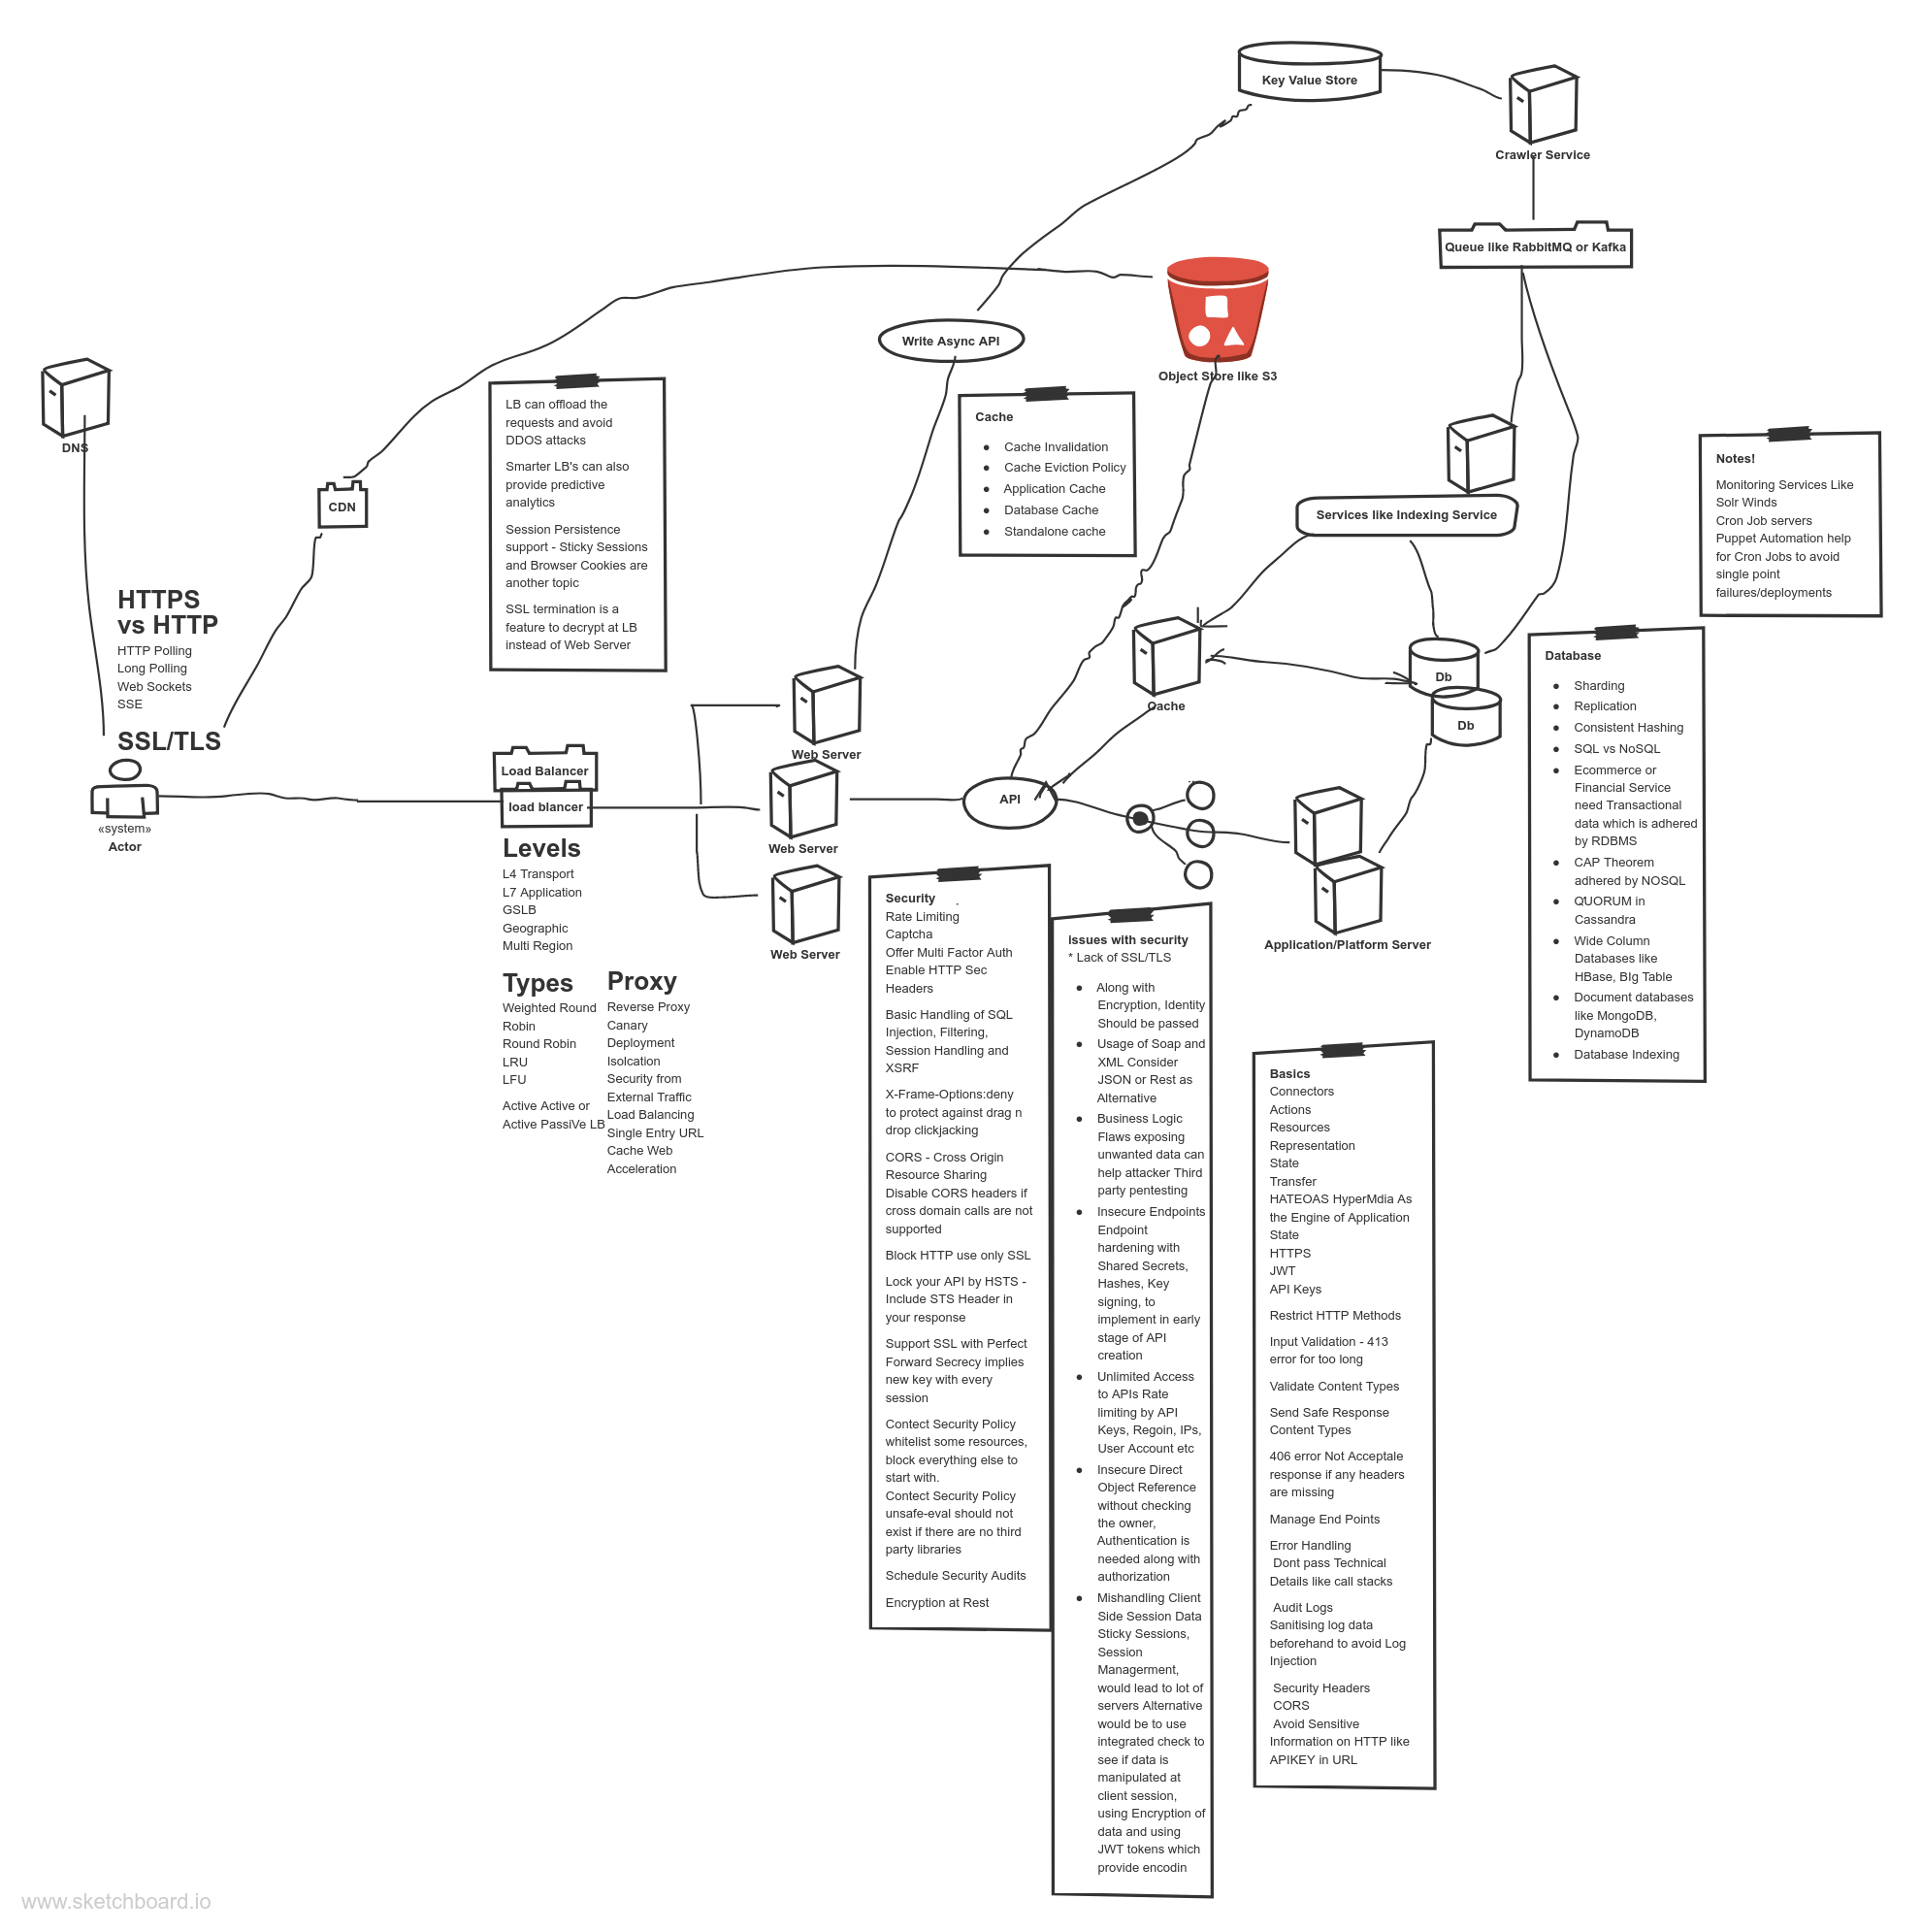 Key Value Store
Crawler Service
Queue like RabbitMQ or Kafka
Write Async API
Object Store like S3
DNS
CDN
LB can offload the
requests and avoid
DDOS attacks
Smarter LB's can also
provide predictive
analytics
Session Persistence
support - Sticky Sessions
and Browser Cookies are
another topic
SSL termination is a
feature to decrypt at LB
instead of Web Server
Cache
● Cache Invalidation
● Cache Eviction Policy
● Application Cache
● Database Cache
● Standalone cache
Services like Indexing Service
Notes!
Monitoring Services Like
Solr Winds
Cron Job servers
Puppet Automation help
for Cron Jobs to avoid
single point
failures/deployments
HTTPS
vs HTTP
HTTP Polling
Long Polling
Web Sockets
SSE
SSL/TLS
«system»
Actor
Load Balancer
load blancer
Levels
L4 Transport
L7 Application
GSLB
Geographic
Multi Region
Types
Weighted Round
Robin
Round Robin
LRU
LFU
Active Active or
Active PassiVe LB
Proxy
Reverse Proxy
Canary
Deployment
Isolcation
Security from
External Traffic
Load Balancing
Single Entry URL
Cache Web
Acceleration
Web Server
Web Server
Web Server
API
Cache
Db
Db
Application/Platform Server
Database
● Sharding
● Replication
● Consistent Hashing
● SQL vs NoSQL
● Ecommerce or
Financial Service
need Transactional
data which is adhered
by RDBMS
● CAP Theorem
adhered by NOSQL
● QUORUM in
Cassandra
● Wide Column
Databases like
HBase, BIg Table
● Document databases
like MongoDB,
DynamoDB
● Database Indexing
Security
Rate Limiting
Captcha
Offer Multi Factor Auth
Enable HTTP Sec
Headers
Basic Handling of SQL
Injection, Filtering,
Session Handling and
XSRF
X-Frame-Options:deny
to protect against drag n
drop clickjacking
CORS - Cross Origin
Resource Sharing
Disable CORS headers if
cross domain calls are not
supported
Block HTTP use only SSL
Lock your API by HSTS -
Include STS Header in
your response
Support SSL with Perfect
Forward Secrecy implies
new key with every
session
Contect Security Policy
whitelist some resources,
block everything else to
start with.
Contect Security Policy
unsafe-eval should not
exist if there are no third
party libraries
Schedule Security Audits
Encryption at Rest
issues with security
* Lack of SSL/TLS
● Along with
Encryption, Identity
Should be passed
● Usage of Soap and
XML Consider
JSON or Rest as
Alternative
● Business Logic
Flaws exposing
unwanted data can
help attacker Third
party pentesting
● Insecure Endpoints
Endpoint
hardening with
Shared Secrets,
Hashes, Key
signing, to
implement in early
stage of API
creation
● Unlimited Access
to APIs Rate
limiting by API
Keys, Regoin, IPs,
User Account etc
● Insecure Direct
Object Reference
without checking
the owner,
Authentication is
needed along with
authorization
● Mishandling Client
Side Session Data
Sticky Sessions,
Session
Managerment,
would lead to lot of
servers Alternative
would be to use
integrated check to
see if data is
manipulated at
client session,
using Encryption of
data and using
JWT tokens which
provide encodin
Basics
Connectors
Actions
Resources
Representation
State
Transfer
HATEOAS HyperMdia As
the Engine of Application
State
HTTPS
JWT
API Keys
Restrict HTTP Methods
Input Validation - 413
error for too long
Validate Content Types
Send Safe Response
Content Types
406 error Not Acceptale
response if any headers
are missing
Manage End Points
Error Handling
Dont pass Technical
Details like call stacks
Audit Logs
Sanitising log data
beforehand to avoid Log
Injection
Security Headers
CORS
Avoid Sensitive
Information on HTTP like
APIKEY in URL
www.sketchboard.io